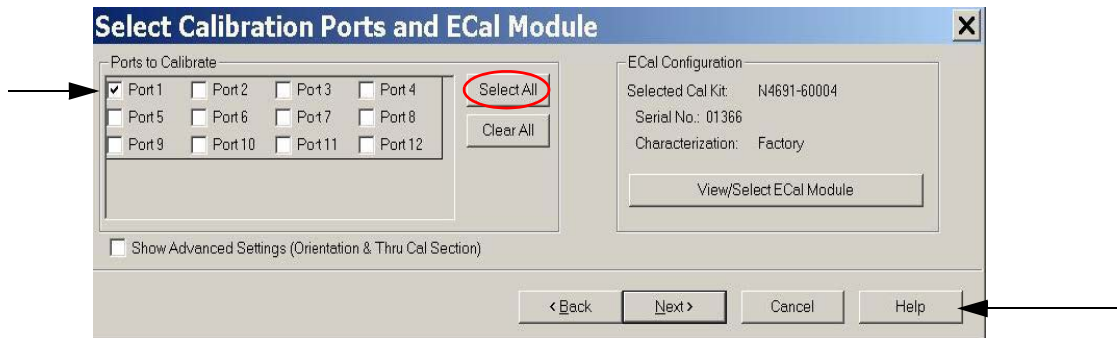 Select Calibration Ports and ECal Module
Ports to Calibrate
Port 1 Port 2 Port 3 Port 4
Port 5 Port 6 Port 7 Port 8
Port 9 Port 10 Port 11 Port 12
Select All
Clear All
ECal Configuration
Selected Cal Kit: N4691-60004
Serial No.: 01366
Characterization: Factory
View/Select ECal Module
Show Advanced Settings (Orientation & Thru Cal Section)
< Back Next > Cancel Help